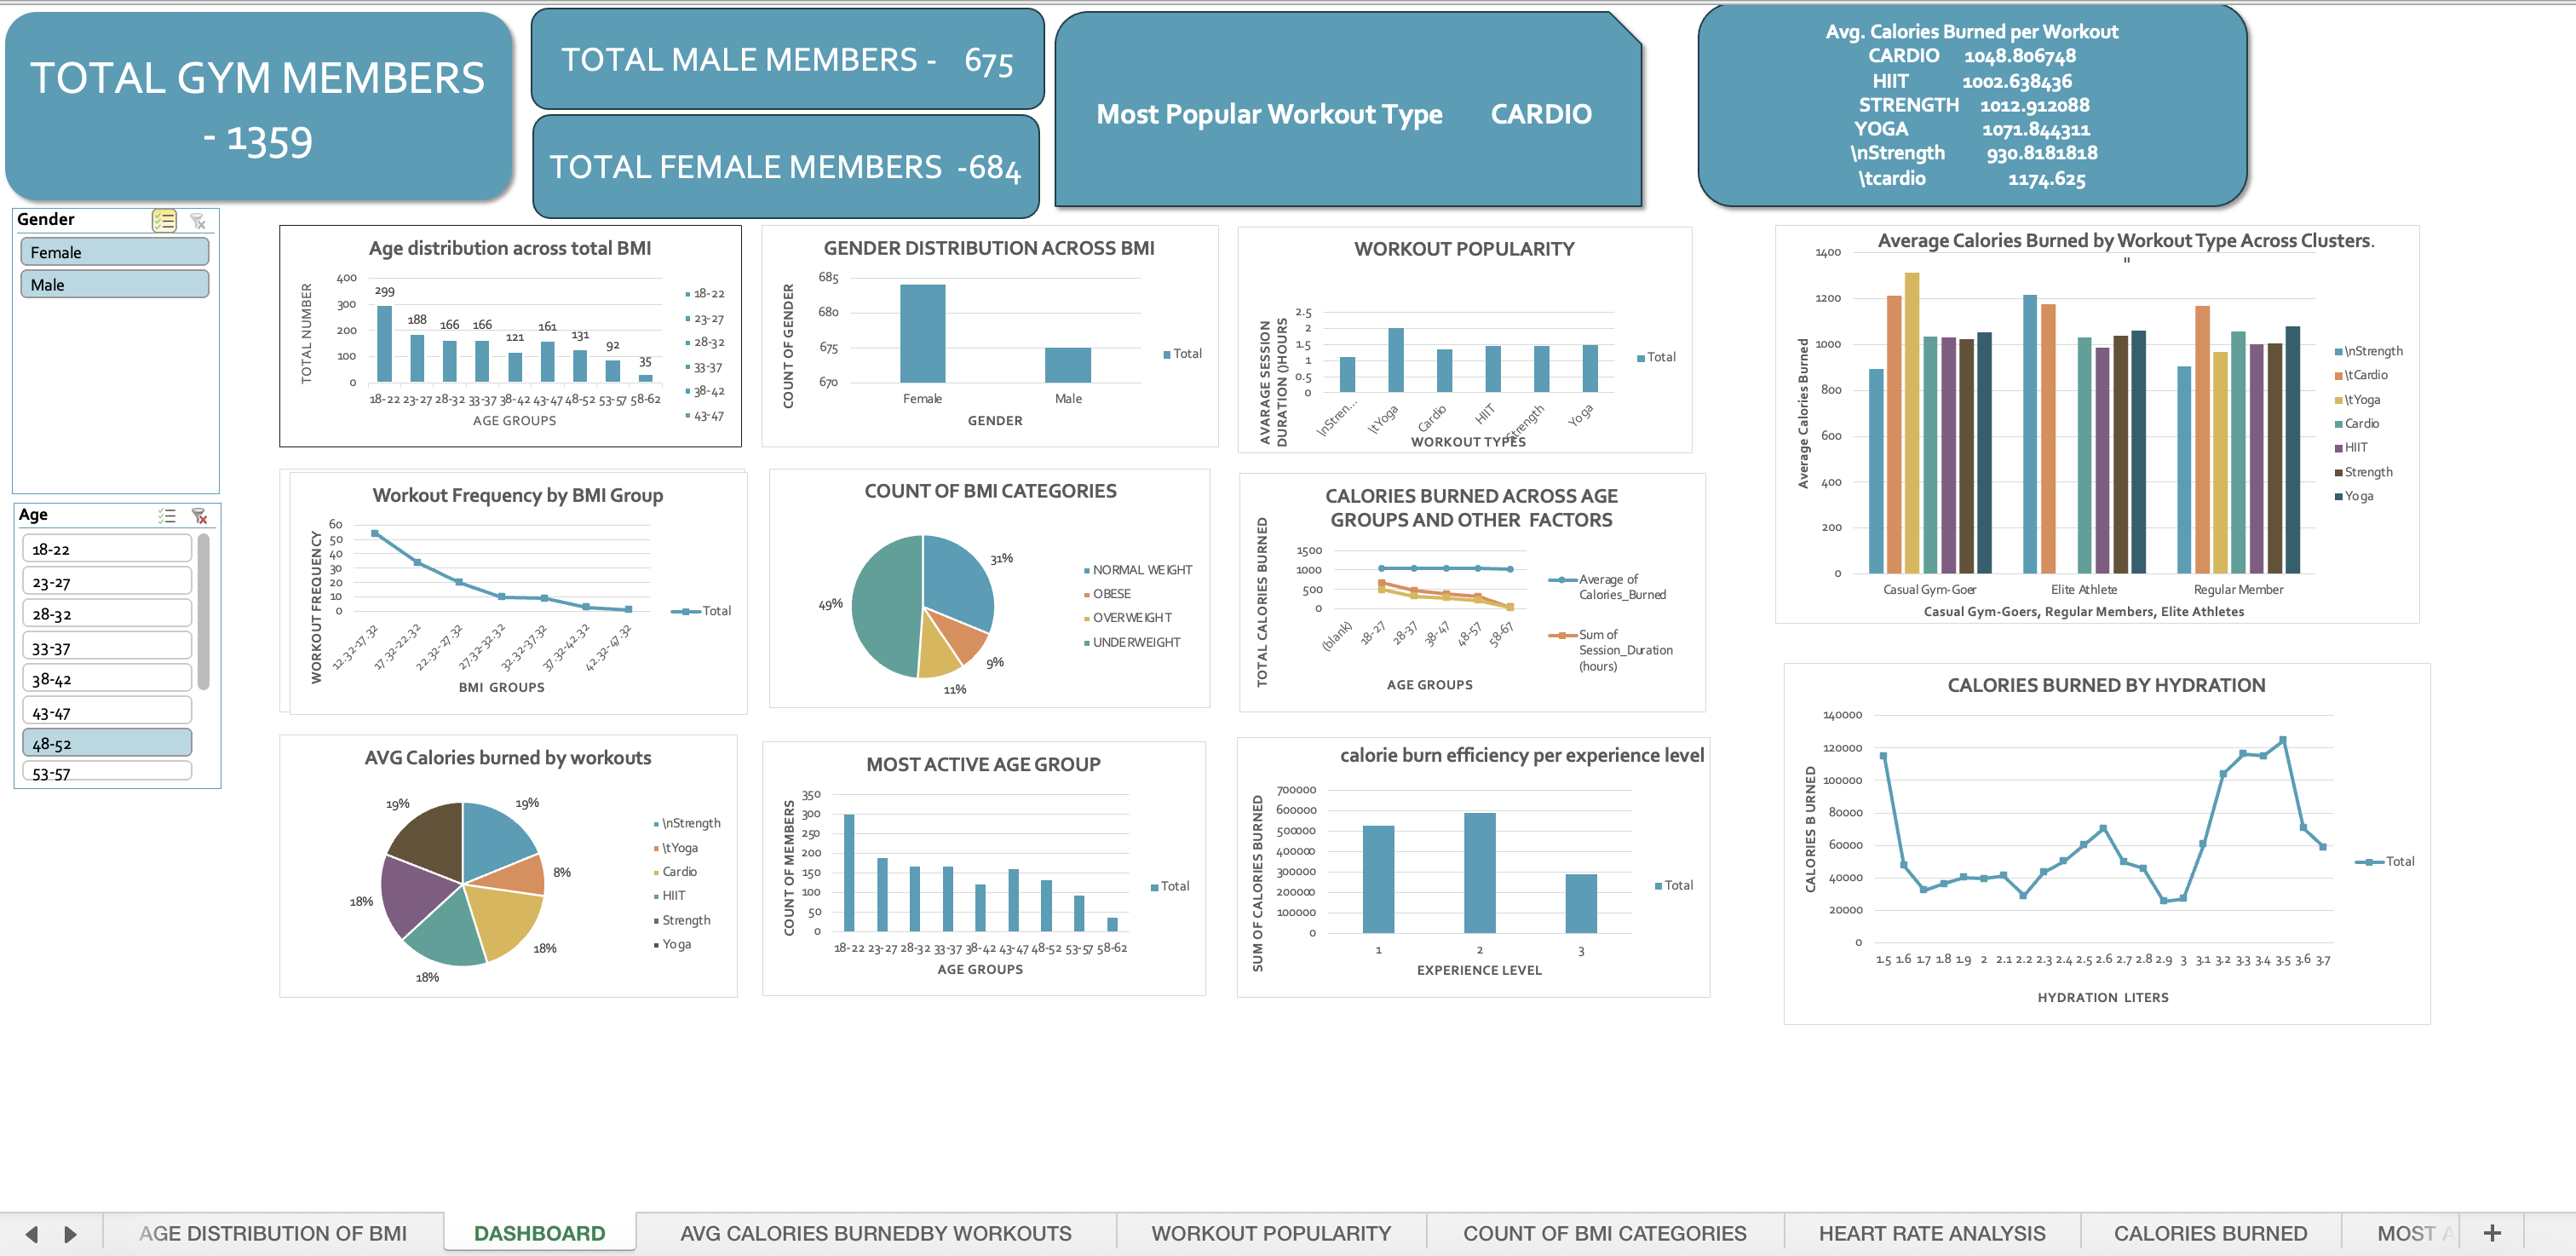 TOTAL GYM MEMBERS
- 1359
TOTAL MALE MEMBERS - 675
TOTAL FEMALE MEMBERS -684
Most Popular Workout Type CARDIO
Avg. Calories Burned per Workout
CARDIO 1048.806748
HIIT 1002.638436
STRENGTH 1012.912088
YOGA 1071.844311
\nStrength 930.8181818
\tcardio 1174.625
Gender
Female
Male
Age
18-22
23-27
28-32
33-37
38-42
43-47
48-52
53-57
Age distribution across total BMI
TOTAL NUMBER
400
300
200
100
0
299
188
166
166
121
161
131
92
35
18-22 23-27 28-32 33-37 38-42 43-47 48-52 53-57 58-62
AGE GROUPS
18-22
23-27
28-32
33-37
38-42
43-47
GENDER DISTRIBUTION ACROSS BMI
COUNT OF GENDER
685
680
675
670
Female Male
GENDER
Total
WORKOUT POPULARITY
AVARAGE SESSION
DURATION ()HOURS
2.5
2
1.5
1
0.5
0
\nStren... \tYoga Cardio HIIT Strength Yoga
WORKOUT TYPES
Total
Average Calories Burned by Workout Type Across Clusters.
"
Average Calories Burned
1400
1200
1000
800
600
400
200
0
Casual Gym-Goer Elite Athlete Regular Member
Casual Gym-Goers, Regular Members, Elite Athletes
\nStrength
\tCardio
\tYoga
Cardio
HIIT
Strength
Yoga
Workout Frequency by BMI Group
WORKOUT FREQUENCY
60
50
40
30
20
10
0
12.32-17.32 17.32-22.32 22.32-27.32 27.32-32.32 32.32-37.32 37.32-42.32 42.32-47.32
BMI GROUPS
Total
COUNT OF BMI CATEGORIES
31%
9%
11%
49%
NORMAL WEIGHT
OBESE
OVERWEIGHT
UNDERWEIGHT
CALORIES BURNED ACROSS AGE
GROUPS AND OTHER FACTORS
TOTAL CALORIES BURNED
1500
1000
500
0
(blank) 18-27 28-37 38-47 48-57 58-67
AGE GROUPS
Average of
Calories_Burned
Sum of
Session_Duration
(hours)
CALORIES BURNED BY HYDRATION
CALORIES B URNED
140000
120000
100000
80000
60000
40000
20000
0
1.5 1.6 1.7 1.8 1.9 2 2.1 2.2 2.3 2.4 2.5 2.6 2.7 2.8 2.9 3 3.1 3.2 3.3 3.4 3.5 3.6 3.7
HYDRATION LITERS
Total
AVG Calories burned by workouts
19%
8%
18%
18%
18%
19%
\nStrength
\tYoga
Cardio
HIIT
Strength
Yoga
MOST ACTIVE AGE GROUP
COUNT OF MEMBERS
350
300
250
200
150
100
50
0
18-22 23-27 28-32 33-37 38-42 43-47 48-52 53-57 58-62
AGE GROUPS
Total
calorie burn efficiency per experience level
SUM OF CALORIES BURNED
700000
600000
500000
400000
300000
200000
100000
0
1 2 3
EXPERIENCE LEVEL
Total
AGE DISTRIBUTION OF BMI DASHBOARD AVG CALORIES BURNEDBY WORKOUTS WORKOUT POPULARITY COUNT OF BMI CATEGORIES HEART RATE ANALYSIS CALORIES BURNED MOST A